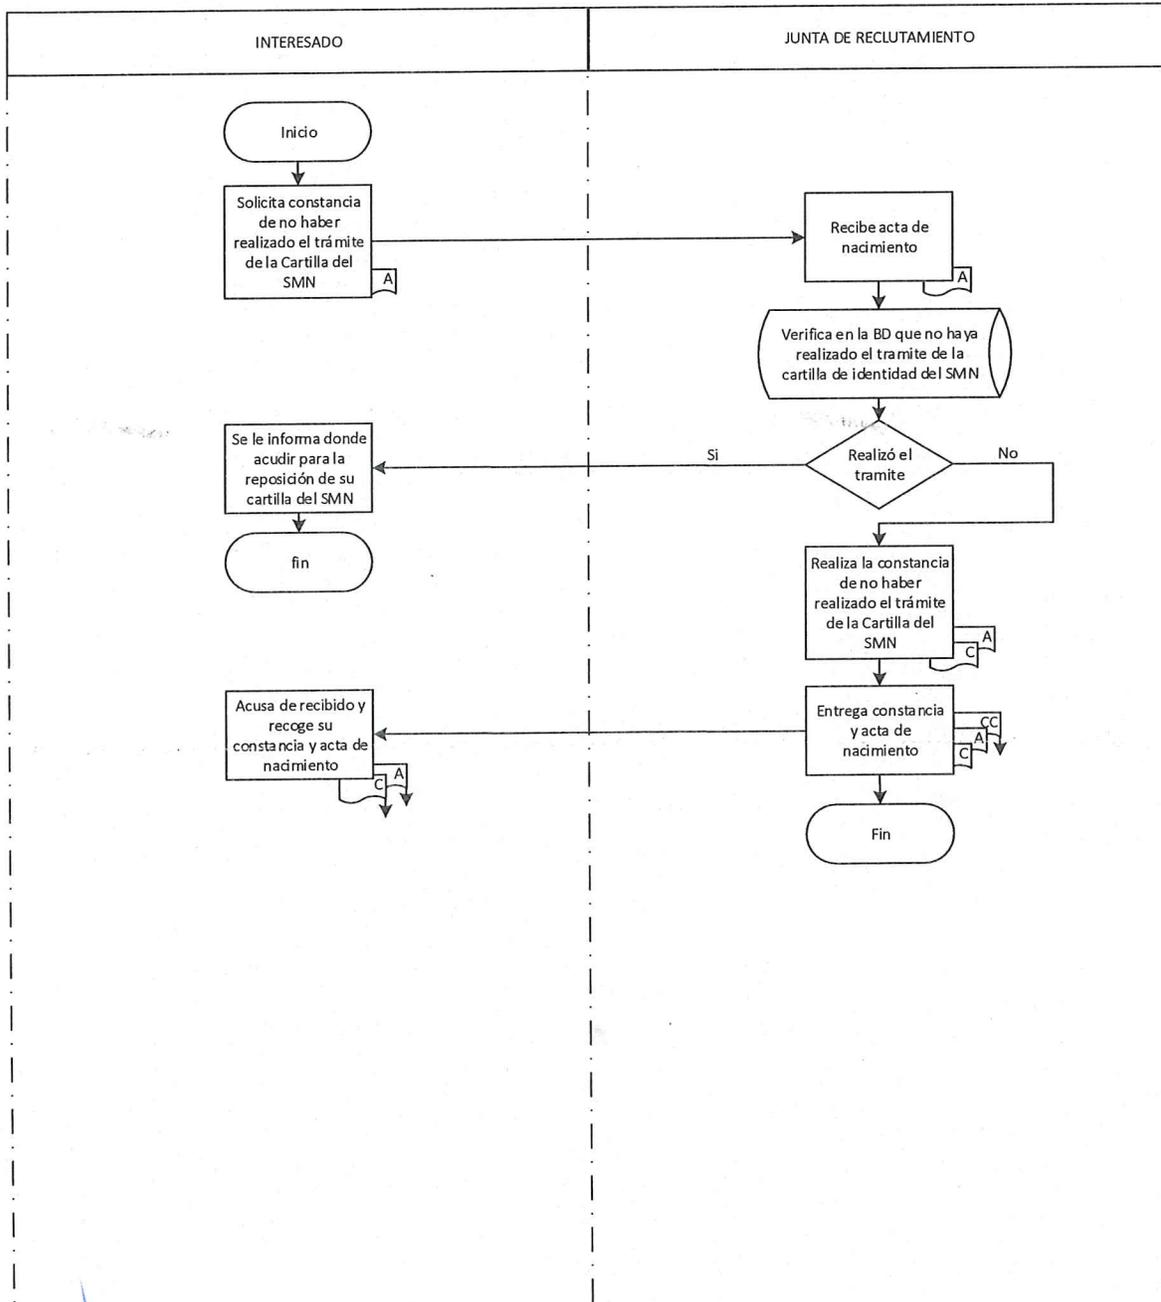 INTERESADO
JUNTA DE RECLUTAMIENTO
Inicio
Solicita constancia
de no haber
realizado el trámite
de la Cartilla del
SMN
A
Recibe acta de
nacimiento
A
Verifica en la BD que no haya
realizado el tramite de la
cartilla de identidad del SMN
Realizó el
tramite
Si
No
Se le informa donde
acudir para la
reposición de su
cartilla del SMN
fin
Realiza la constancia
de no haber
realizado el trámite
de la Cartilla del
SMN
A
C
Entrega constancia
y acta de
nacimiento
CC
A
C
Acusa de recibido y
recoge su
constancia y acta de
nacimiento
A
C
Fin